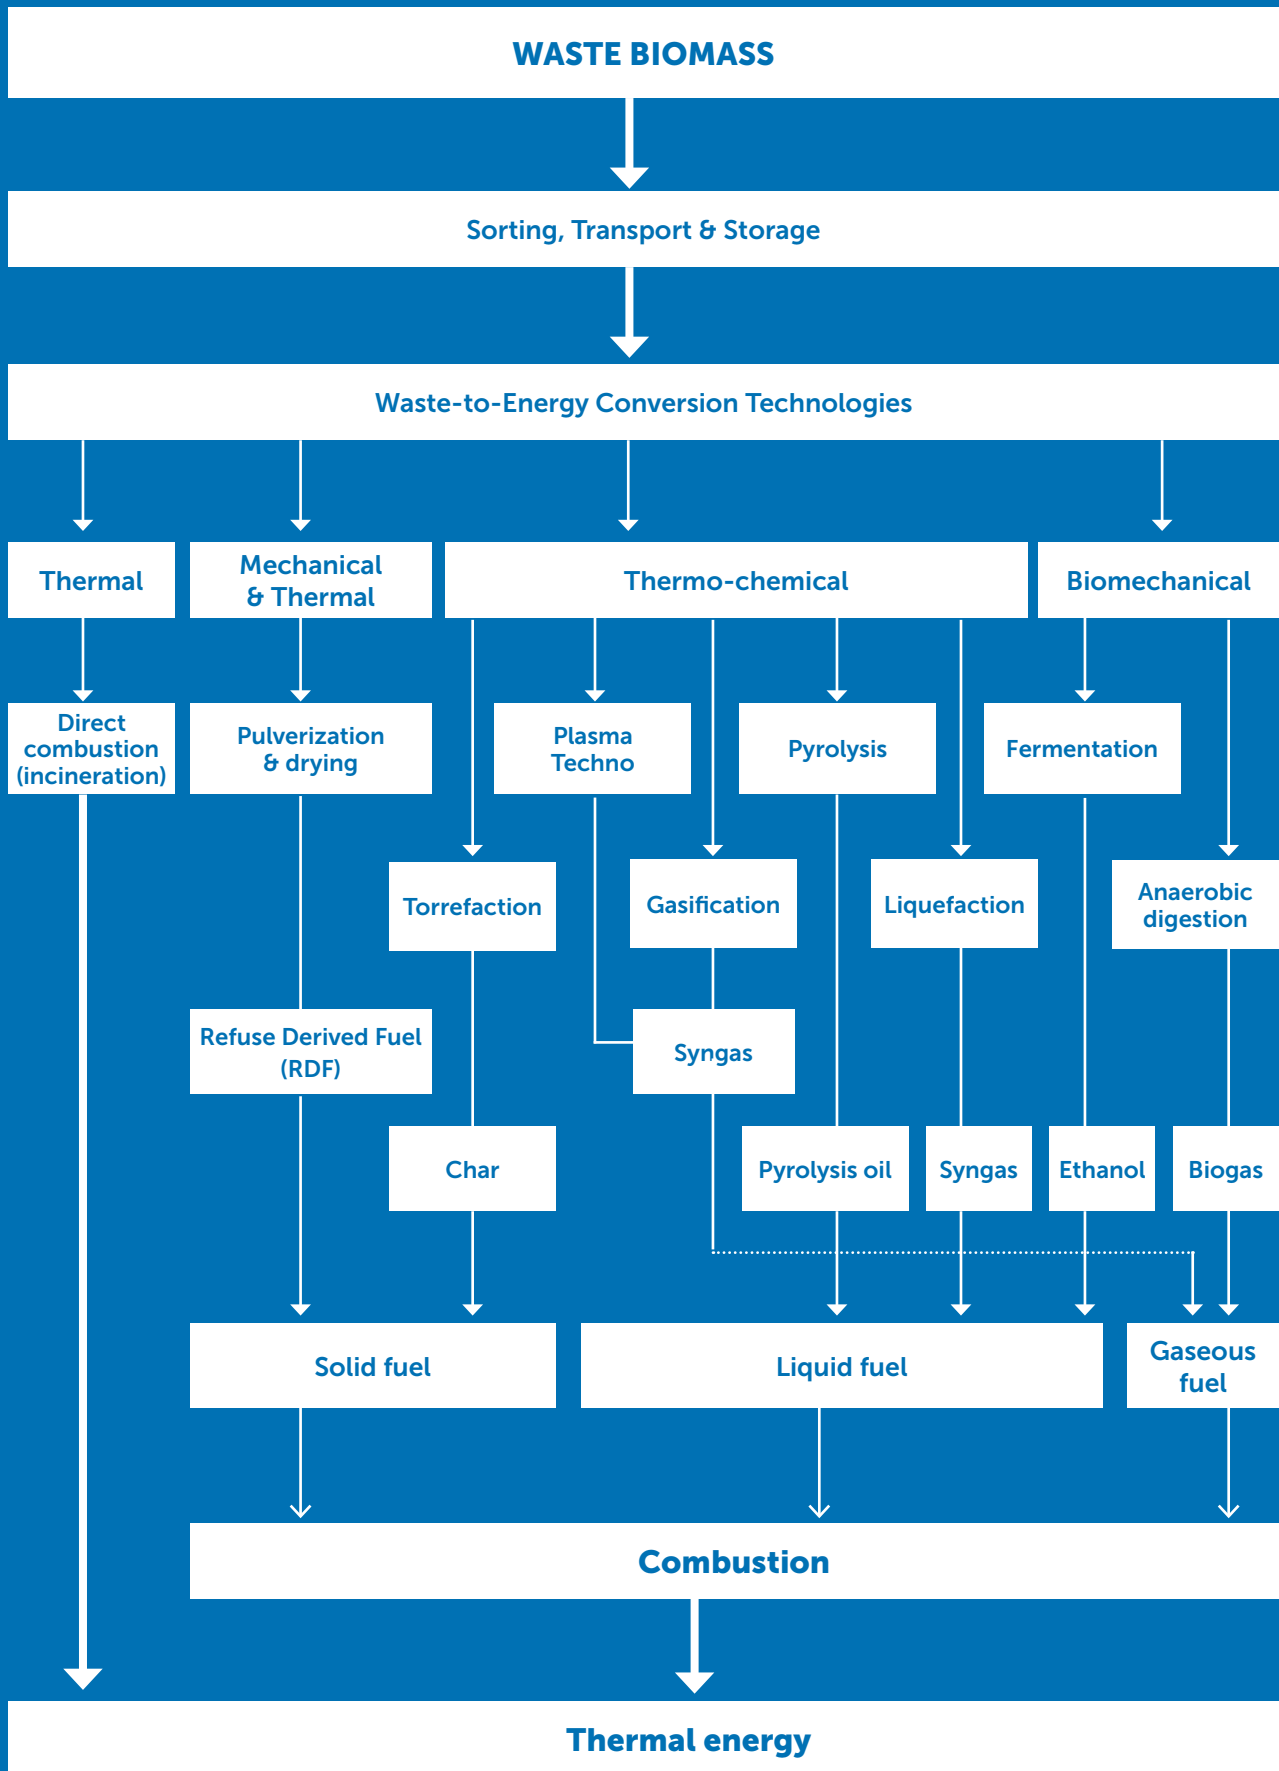 WASTE BIOMASS
Sorting, Transport & Storage
Waste-to-Energy Conversion Technologies
Thermal
Mechanical
& Thermal
Thermo-chemical
Biomechanical
Direct
combustion
(incineration)
Pulverization
& drying
Plasma
Techno
Pyrolysis
Fermentation
Torrefaction
Gasification
Liquefaction
Anaerobic
digestion
Refuse Derived Fuel
(RDF)
Syngas
Char
Pyrolysis oil
Syngas
Ethanol
Biogas
Solid fuel
Liquid fuel
Gaseous
fuel
Combustion
Thermal energy